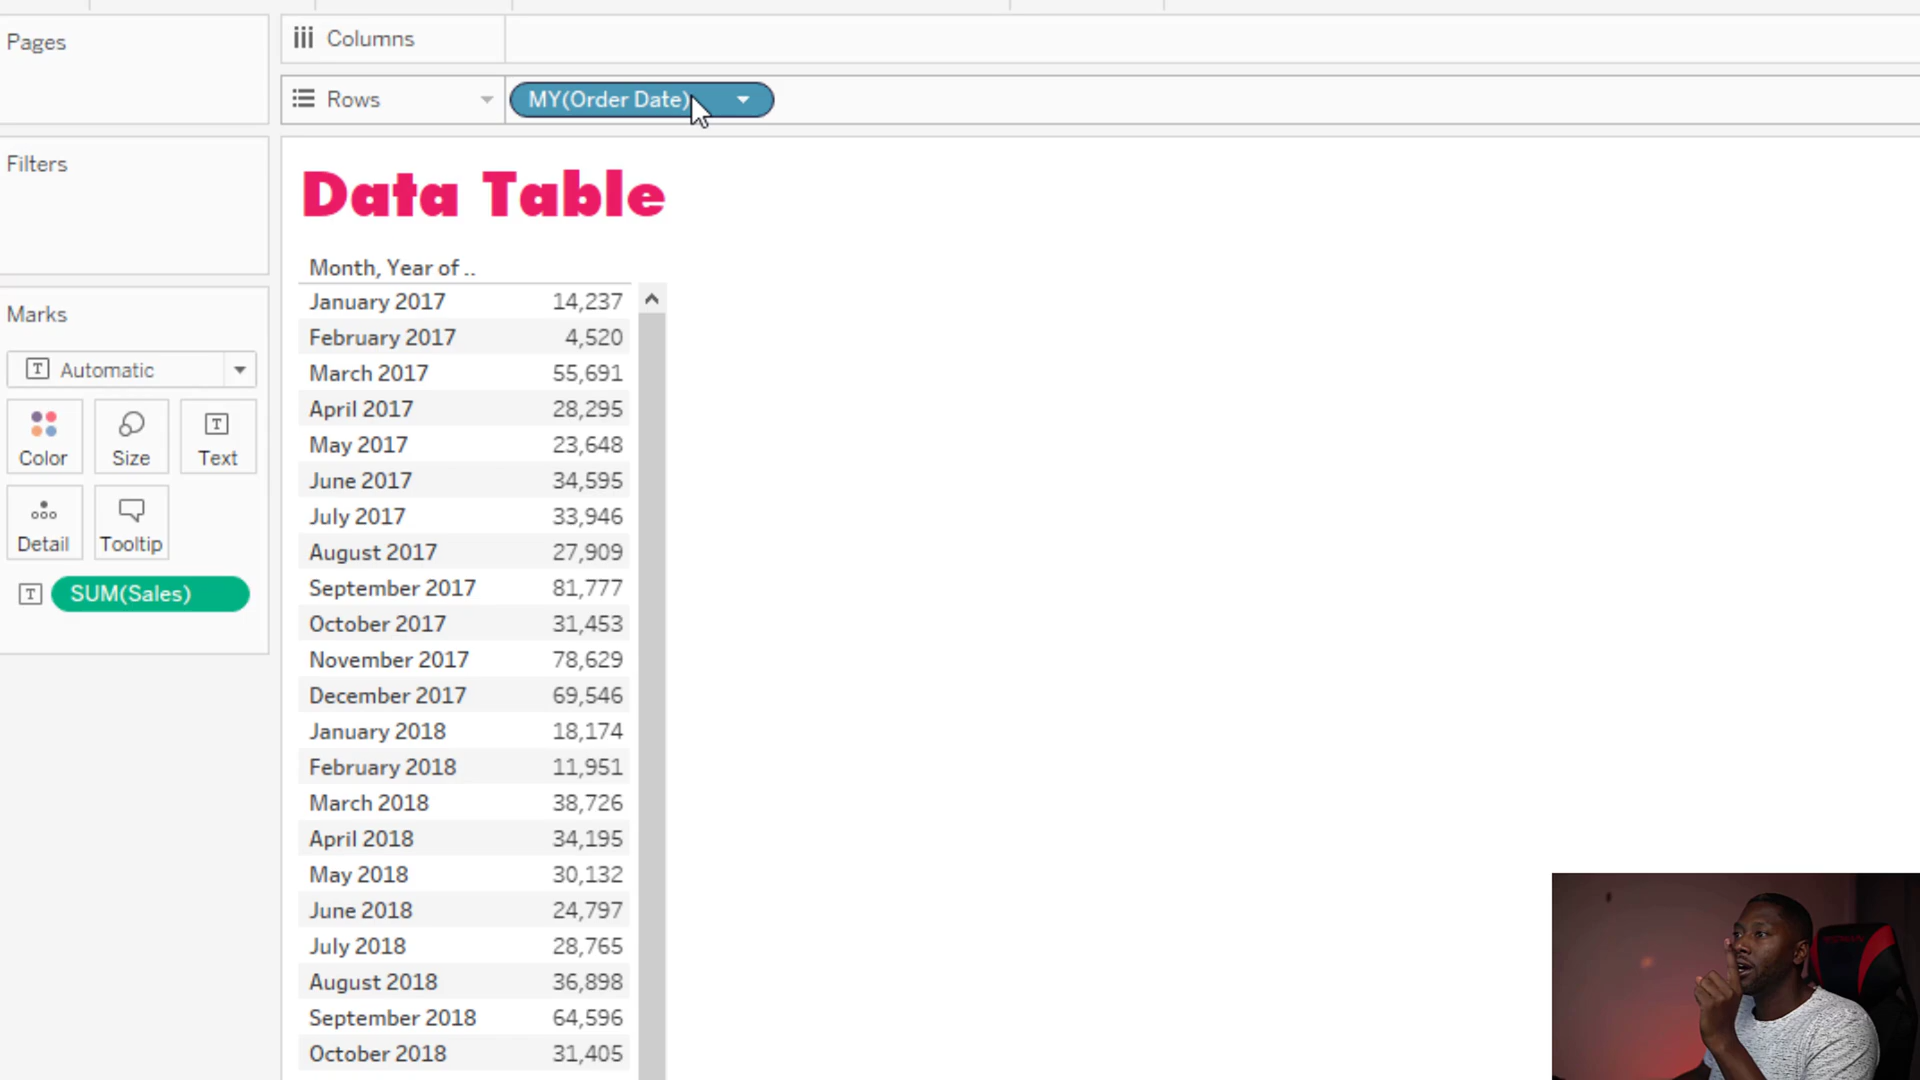 Pages
Columns
Rows
MY(Order Date)
Filters
Marks
Automatic
Color
Size
Text
Detail
Tooltip
SUM(Sales)
Data Table
Month, Year of ..
January 2017 14,237
February 2017 4,520
March 2017 55,691
April 2017 28,295
May 2017 23,648
June 2017 34,595
July 2017 33,946
August 2017 27,909
September 2017 81,777
October 2017 31,453
November 2017 78,629
December 2017 69,546
January 2018 18,174
February 2018 11,951
March 2018 38,726
April 2018 34,195
May 2018 30,132
June 2018 24,797
July 2018 28,765
August 2018 36,898
September 2018 64,596
October 2018 31,405